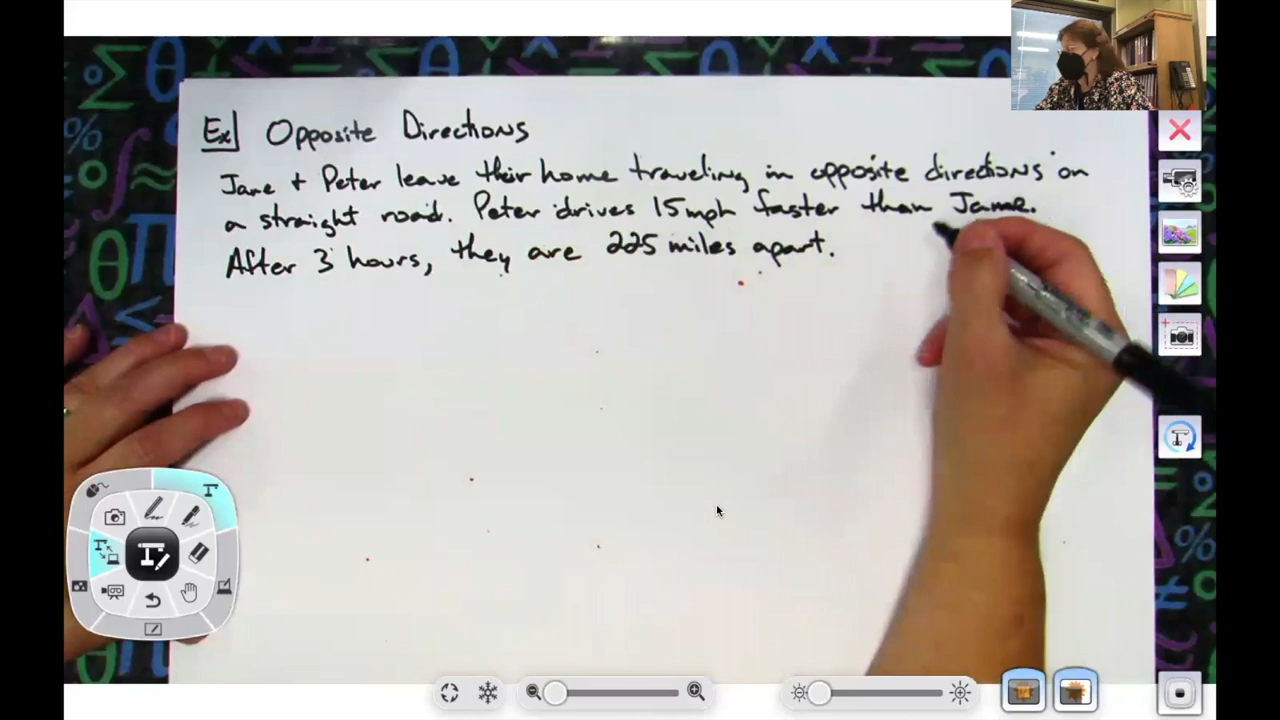 Ex Opposite Directions
Jane + Peter leave their home traveling in opposite directions on
a straight road. Peter drives 15mph faster than Jane.
After 3 hours, they are 225 miles apart.